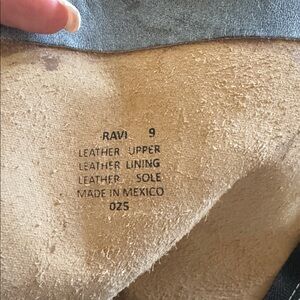 RAVI 9
LEATHER UPPER
LEATHER LINING
LEATHER SOLE
MADE IN MEXICO
025